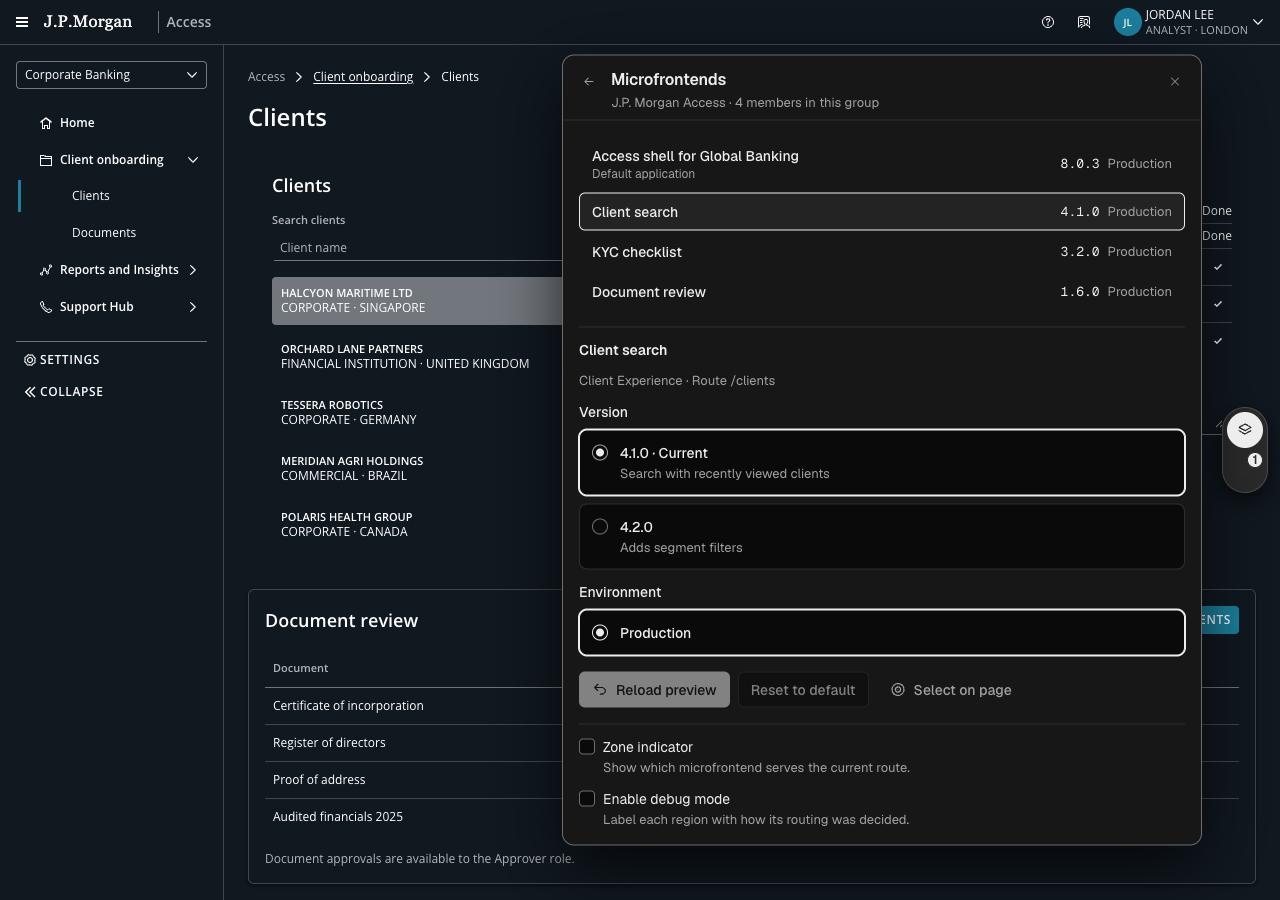 J.P.Morgan
Access
JL
JORDAN LEE
ANALYST · LONDON
Corporate Banking
Home
Client onboarding
Clients
Documents
Reports and Insights
Support Hub
SETTINGS
COLLAPSE
Access
Client onboarding
Clients
Clients
Clients
Search clients
Client name
HALCYON MARITIME LTD
CORPORATE · SINGAPORE
ORCHARD LANE PARTNERS
FINANCIAL INSTITUTION · UNITED KINGDOM
TESSERA ROBOTICS
CORPORATE · GERMANY
MERIDIAN AGRI HOLDINGS
COMMERCIAL · BRAZIL
POLARIS HEALTH GROUP
CORPORATE · CANADA
Done
Done
Document review
ENTS
Document
Certificate of incorporation
Register of directors
Proof of address
Audited financials 2025
Document approvals are available to the Approver role.
Microfrontends
J.P. Morgan Access · 4 members in this group
Access shell for Global Banking
Default application
8.0.3 Production
Client search
4.1.0 Production
KYC checklist
3.2.0 Production
Document review
1.6.0 Production
Client search
Client Experience · Route /clients
Version
4.1.0 · Current
Search with recently viewed clients
4.2.0
Adds segment filters
Environment
Production
Reload preview
Reset to default
Select on page
Zone indicator
Show which microfrontend serves the current route.
Enable debug mode
Label each region with how its routing was decided.
1